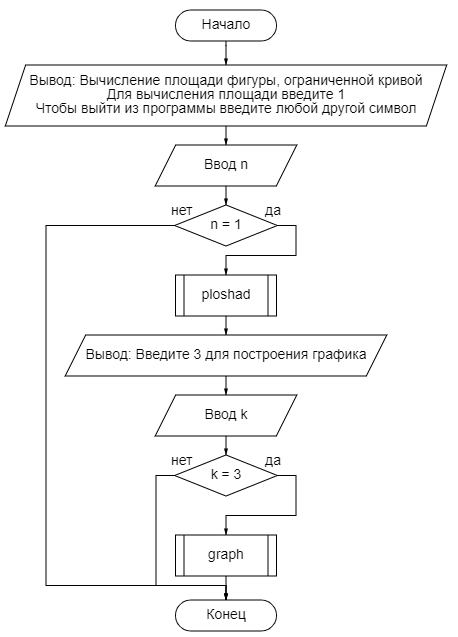 Начало
Вывод: Вычисление площади фигуры, ограниченной кривой
Для вычисления площади введите 1
Чтобы выйти из программы введите любой другой символ
Ввод n
нет
да
n = 1
ploshad
Вывод: Введите 3 для построения графика
Ввод k
нет
да
k = 3
graph
Конец